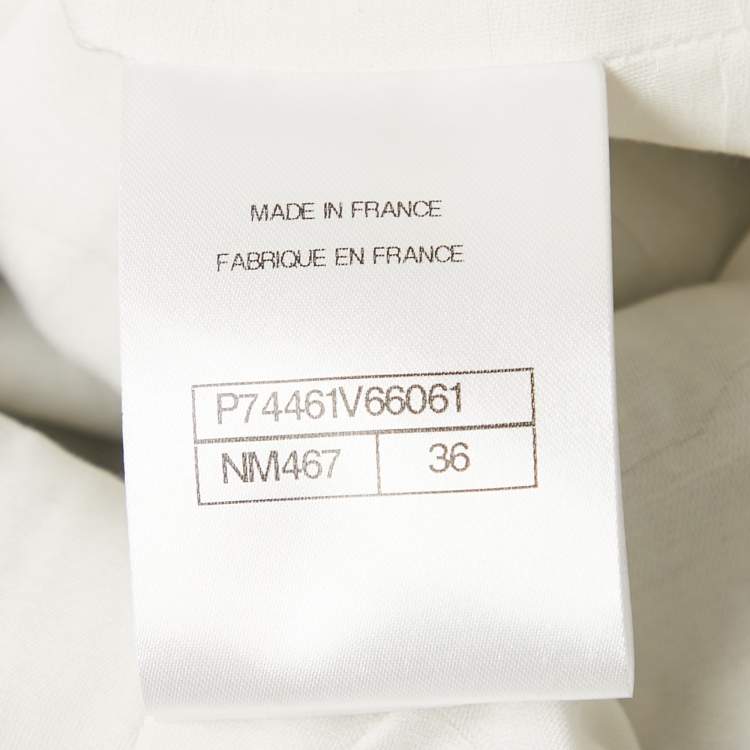 MADE IN FRANCE
FABRIQUE EN FRANCE
P74461V66061
NM467 36